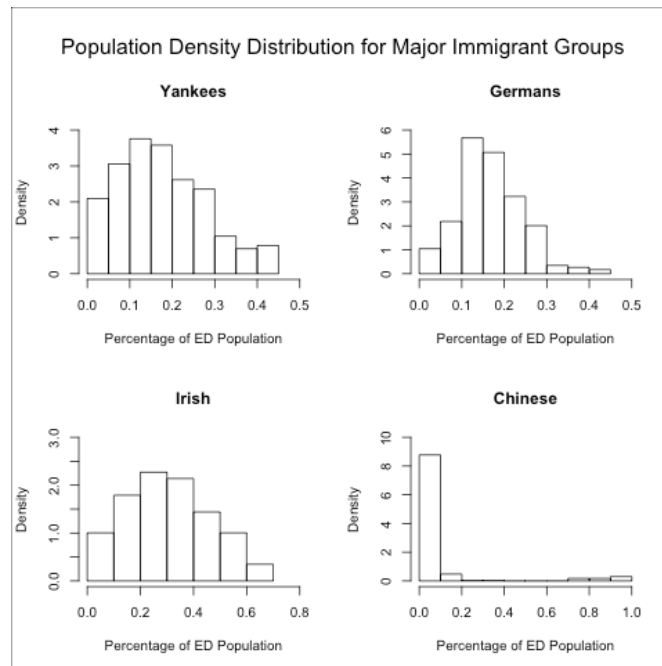 Population Density Distribution for Major Immigrant Groups
Yankees
Density
0 1 2 3 4
0.0 0.1 0.2 0.3 0.4 0.5
Percentage of ED Population
Germans
Density
0 1 2 3 4 5 6
0.0 0.1 0.2 0.3 0.4 0.5
Percentage of ED Population
Irish
Density
0.0 1.0 2.0 3.0
0.0 0.2 0.4 0.6 0.8
Percentage of ED Population
Chinese
Density
0 2 4 6 8 10
0.0 0.2 0.4 0.6 0.8 1.0
Percentage of ED Population